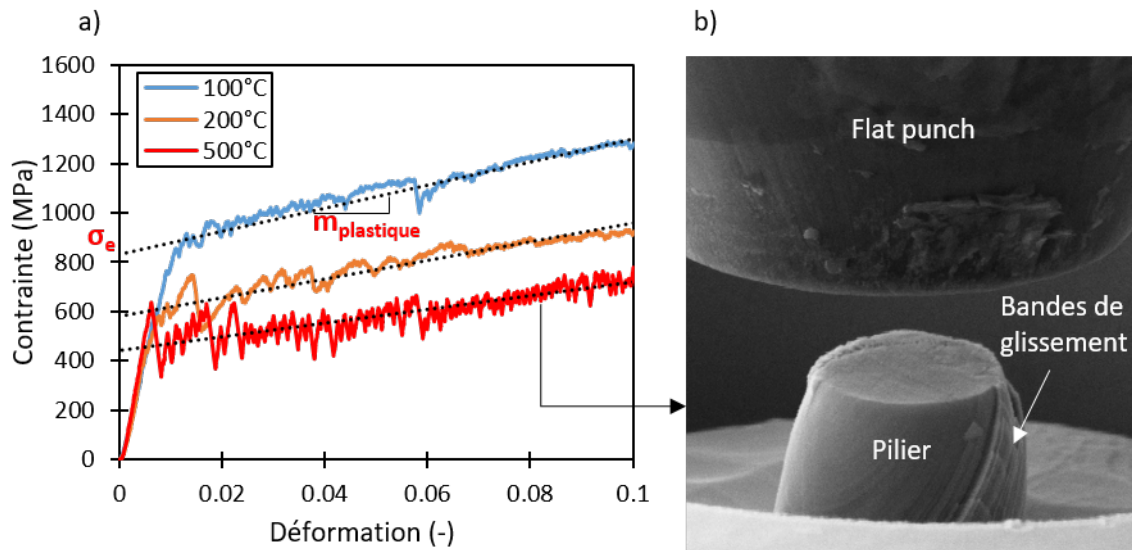 a)
b)
1600
1400
1200
1000
800
600
400
200
0
Contrainte (MPa)
100°C
200°C
500°C
σe
mplastique
0
0.02
0.04
0.06
0.08
0.1
Déformation (-)
Flat punch
Bandes de
glissement
Pilier